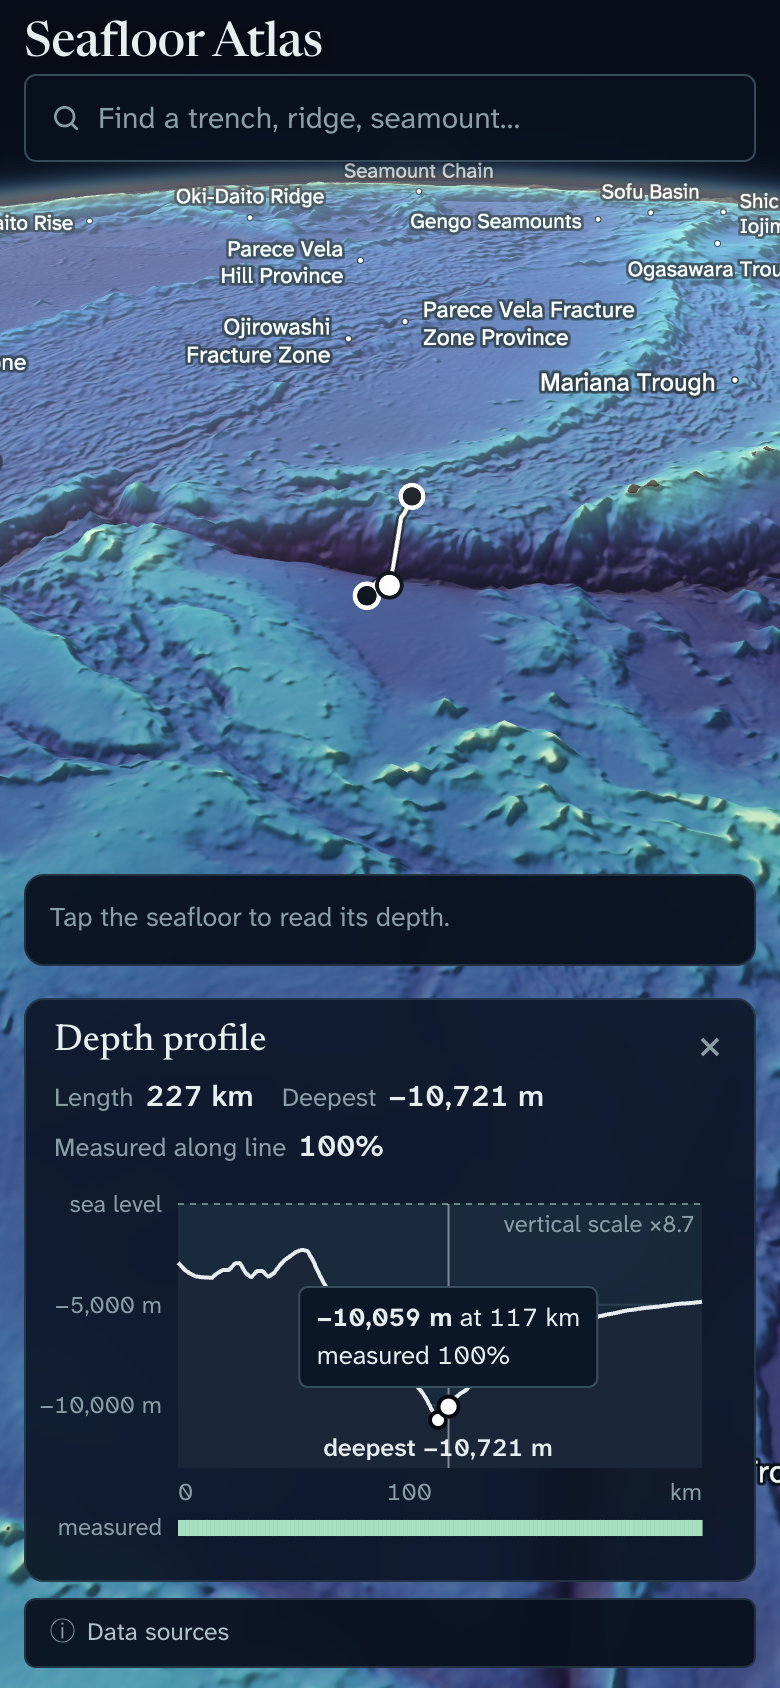 Seafloor Atlas
Find a trench, ridge, seamount...
Seamount Chain
Oki-Daito Ridge
Sofu Basin
Shic
Iojim
aito Rise
Gengo Seamounts
Parece Vela
Hill Province
Ogasawara Trou
Parece Vela Fracture
Zone Province
Ojirowashi
Fracture Zone
one
Mariana Trough
Tap the seafloor to read its depth.
Depth profile
×
Length 227 km Deepest −10,721 m
Measured along line 100%
sea level
vertical scale ×8.7
−5,000 m
−10,059 m at 117 km
measured 100%
−10,000 m
deepest −10,721 m
0 100 km
measured
ⓘ Data sources